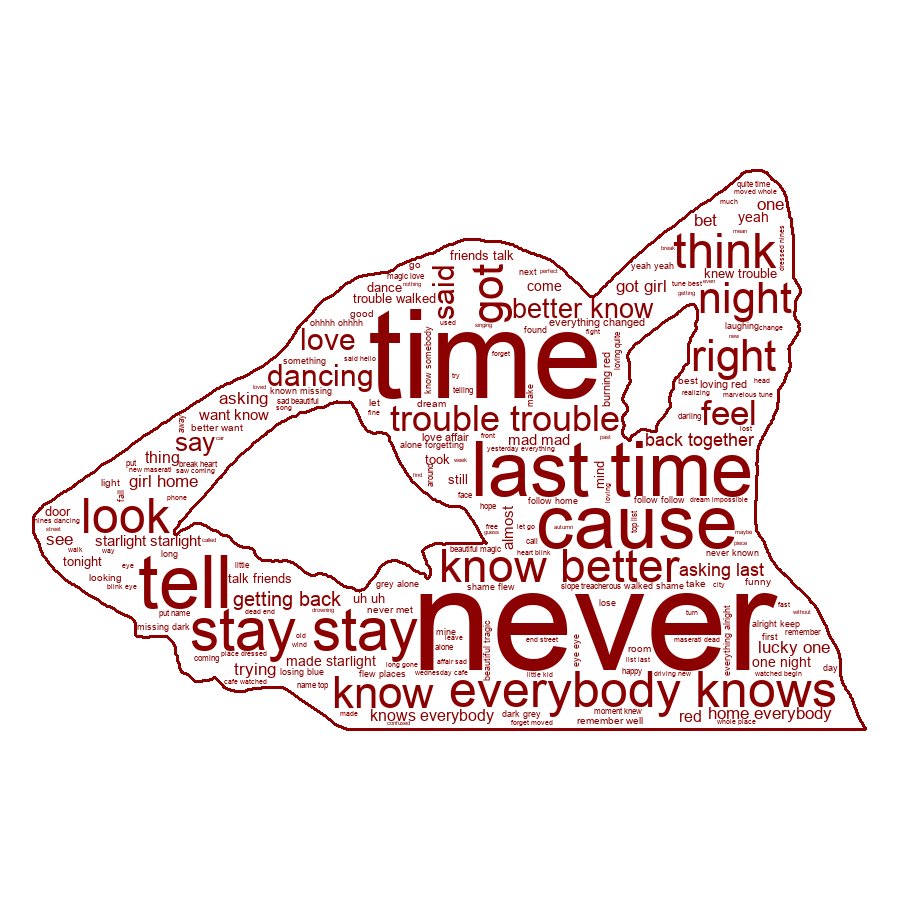 quite time
moved whole
much
one
bet
yeah
mean
dressed nines
break
think
friends talk
go
magic love
nothing
dance
trouble walked
good
ohhhh ohhhh
said
got
next
perfect
come
yeah yeah
knew trouble
got girl
tune best
even
getting
night
better know
used
singing
found
everything changed
fight
laughing
change
new
love
time
know somebody
forget
loving quite
right
something
said hello
dancing
try
telling
burning red
best
loving red
head
realizing
marvelous tune
loved
known missing
asking
sad beautiful
song
let
fine
dream
make
want know
trouble trouble
darling
feel
lost
away
better want
car
say
love affair
front
mad mad
past
back together
alone forgetting
yesterday everything
thing
break heart
put
new maserati
saw coming
took
week
last time
girl home
around
find
still
mind
light
fall
phone
face
loving
hope
follow home
follow follow
dream impossible
door
nines dancing
look
almost
cause
top list
street
free
guess
let go
autumn
maybe
see
starlight starlight
called
call
piece
walk
way
beautiful magic
heart blink
never known
tonight
long
know better
asking last
eye
little
looking
tell
talk friends
blink eye
grey alone
shame flew
slope treacherous
walked shame
take
city
funny
getting back
uh uh
never
lose
fast
put name
dead end
drowning
never met
turn
without
missing dark
stay stay
mine
leave
beautiful tragic
end street
eye eye
maserati dead
everything alright
alright keep
remember
first
old
wind
alone
room
lucky one
coming
place dressed
made starlight
long gone
affair sad
list last
one night
trying
losing blue
flew places
wednesday cafe
little kid
happy
driving new
watched begin
day
cafe watched
name top
know
everybody knows
made
knows everybody
confused
dark grey
forget moved
moment knew
remember well
red
home everybody
whole place